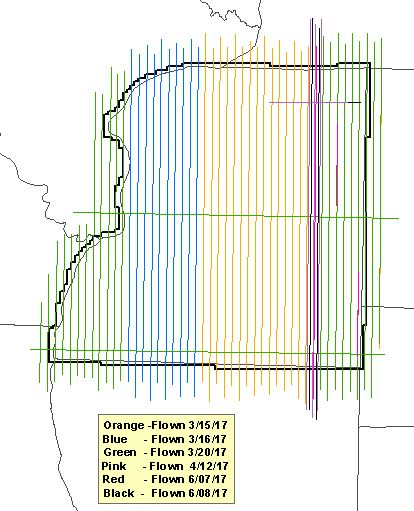 Orange -Flown 3/15/17
Blue - Flown 3/16/17
Green - Flown 3/20/17
Pink - Flown 4/12/17
Red - Flown 6/07/17
Black - Flown 6/08/17